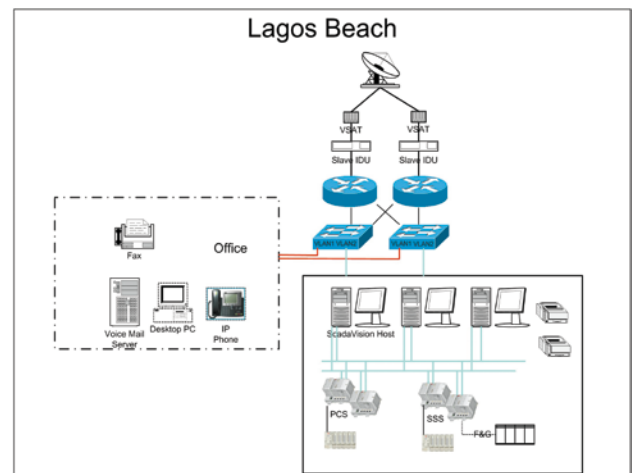 Lagos Beach
VSAT
VSAT
Slave IDU
Slave IDU
VLAN1 VLAN2
VLAN1 VLAN2
Office
Fax
Voice Mail
Server
Desktop PC
IP
Phone
ScadaVision Host
PCS
SSS
F&G